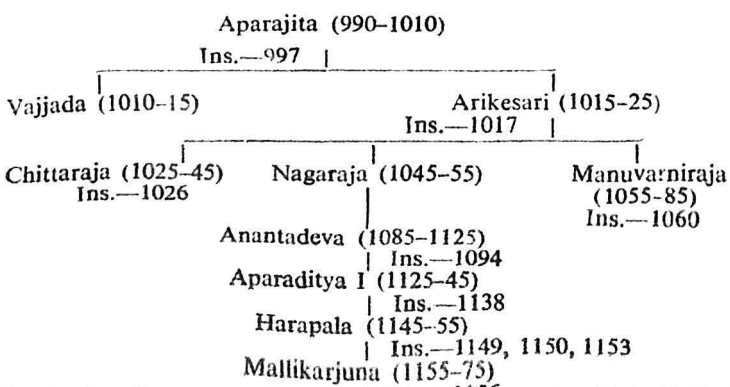 Aparajita (990–1010)
Ins.—997
Vajjada (1010–15) Arikesari (1015–25)
Ins.—1017
Chittaraja (1025–45) Nagaraja (1045–55) Manuvarniraja
Ins.—1026 (1055–85)
Ins.—1060
Anantadeva (1085–1125)
Ins.—1094
Aparaditya I (1125–45)
Ins.—1138
Harapala (1145–55)
Ins.—1149, 1150, 1153
Mallikarjuna (1155–75)